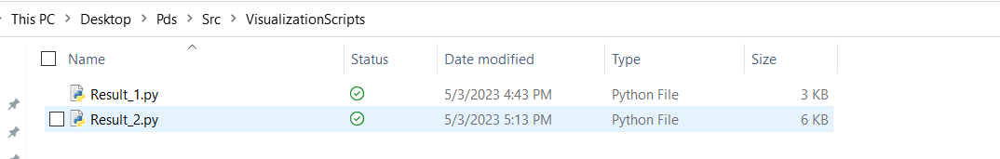 This PC > Desktop > Pds > Src > VisualizationScripts
Name Status Date modified Type Size
Result_1.py 5/3/2023 4:43 PM Python File 3 KB
Result_2.py 5/3/2023 5:13 PM Python File 6 KB